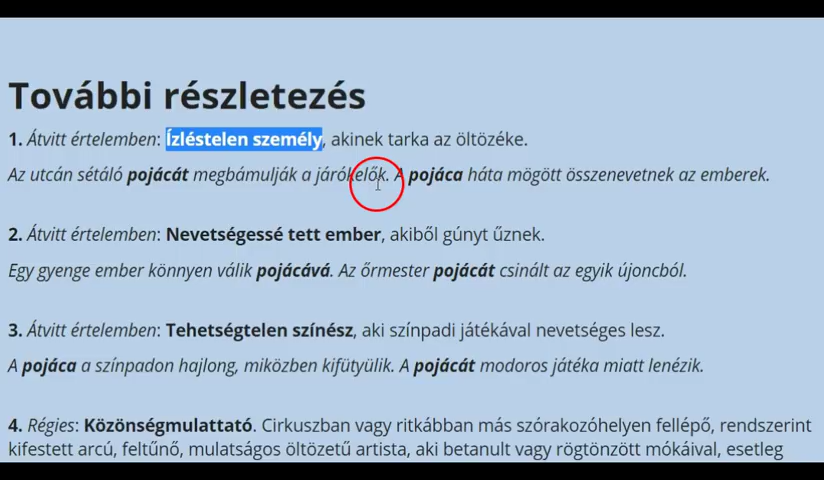 További részletezés
1. Átvitt értelemben: Ízléstelen személy, akinek tarka az öltözéke.
Az utcán sétáló pojácát megbámulják a járókelők. A pojáca háta mögött összenevetnek az emberek.
2. Átvitt értelemben: Nevetségessé tett ember, akiből gúnyt űznek.
Egy gyenge ember könnyen válik pojácává. Az őrmester pojácát csinált az egyik újoncból.
3. Átvitt értelemben: Tehetségtelen színész, aki színpadi játékával nevetséges lesz.
A pojáca a színpadon hajlong, miközben kifütyülik. A pojácát modoros játéka miatt lenézik.
4. Régies: Közönségmulattató. Cirkuszban vagy ritkábban más szórakozóhelyen fellépő, rendszerint
kifestett arcú, feltűnő, mulatságos öltözetű artista, aki betanult vagy rögtönzött mókáival, esetleg